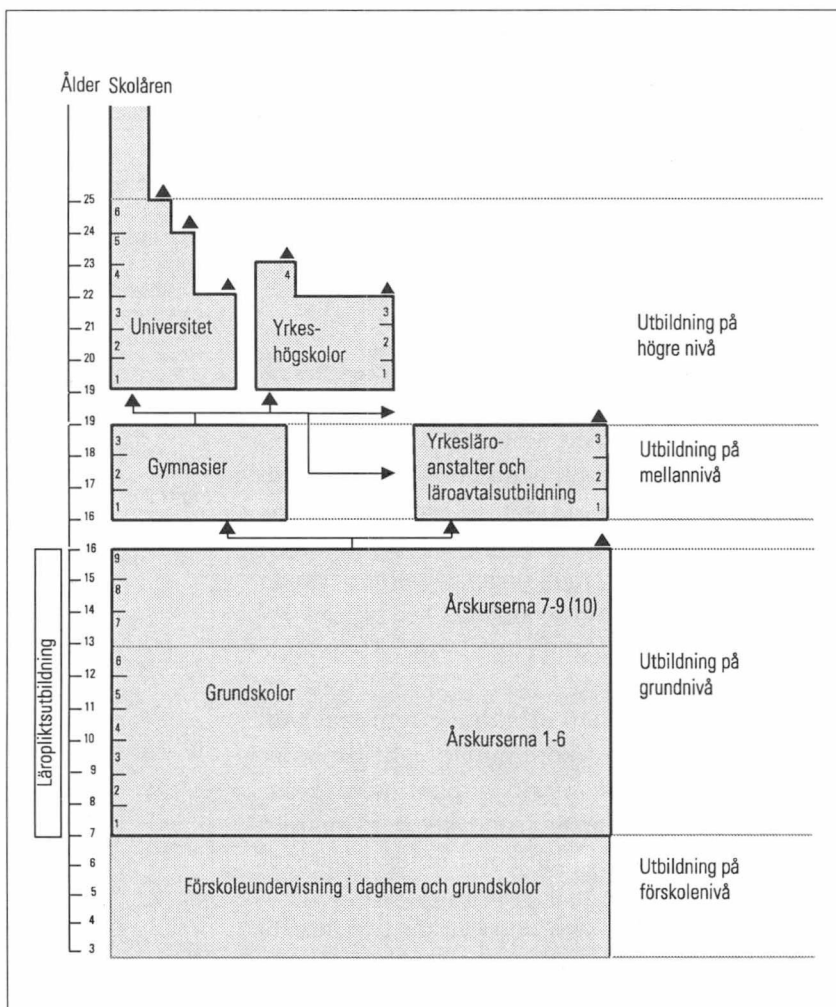 Ålder Skolåren
25
24
23
22
21
20
19
6
5
4
3
2
1
Universitet
4
3
2
1
Yrkes-
högskolor
Utbildning på
högre nivå
19
18
17
16
3
2
1
Gymnasier
Yrkesläro-
anstalter och
läroavtalsutbildning
3
2
1
Utbildning på
mellannivå
Läropliktsutbildning
16
15
14
13
12
11
10
9
8
7
9
8
7
6
5
4
3
2
1
Årskurserna 7-9 (10)
Grundskolor
Årskurserna 1-6
Utbildning på
grundnivå
6
5
4
3
Förskoleundervisning i daghem och grundskolor
Utbildning på
förskolenivå